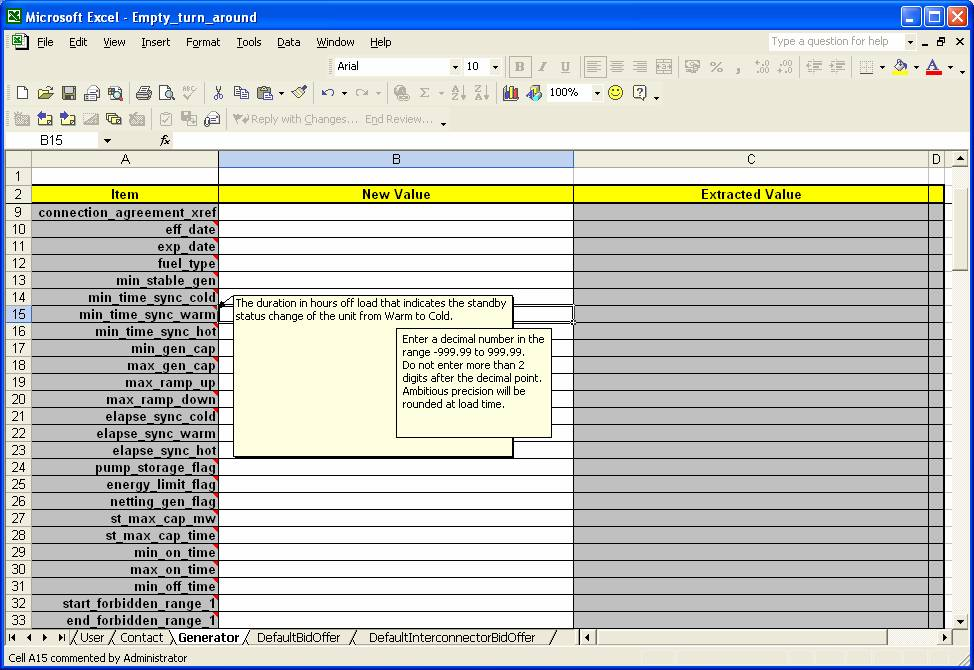 Microsoft Excel - Empty_turn_around
File Edit View Insert Format Tools Data Window Help Type a question for help
Arial 10 B I U
100%
Reply with Changes... End Review...
B15 fx
A B C D
1
2 Item New Value Extracted Value
9 connection_agreement_xref
10 eff_date
11 exp_date
12 fuel_type
13 min_stable_gen
14 min_time_sync_cold
15 min_time_sync_warm
16 min_time_sync_hot
17 min_gen_cap
18 max_gen_cap
19 max_ramp_up
20 max_ramp_down
21 elapse_sync_cold
22 elapse_sync_warm
23 elapse_sync_hot
24 pump_storage_flag
25 energy_limit_flag
26 netting_gen_flag
27 st_max_cap_mw
28 st_max_cap_time
29 min_on_time
30 max_on_time
31 min_off_time
32 start_forbidden_range_1
33 end_forbidden_range_1
The duration in hours off load that indicates the standby
status change of the unit from Warm to Cold.
Enter a decimal number in the
range -999.99 to 999.99.
Do not enter more than 2
digits after the decimal point.
Ambitious precision will be
rounded at load time.
User Contact Generator DefaultBidOffer DefaultInterconnectorBidOffer
Cell A15 commented by Administrator